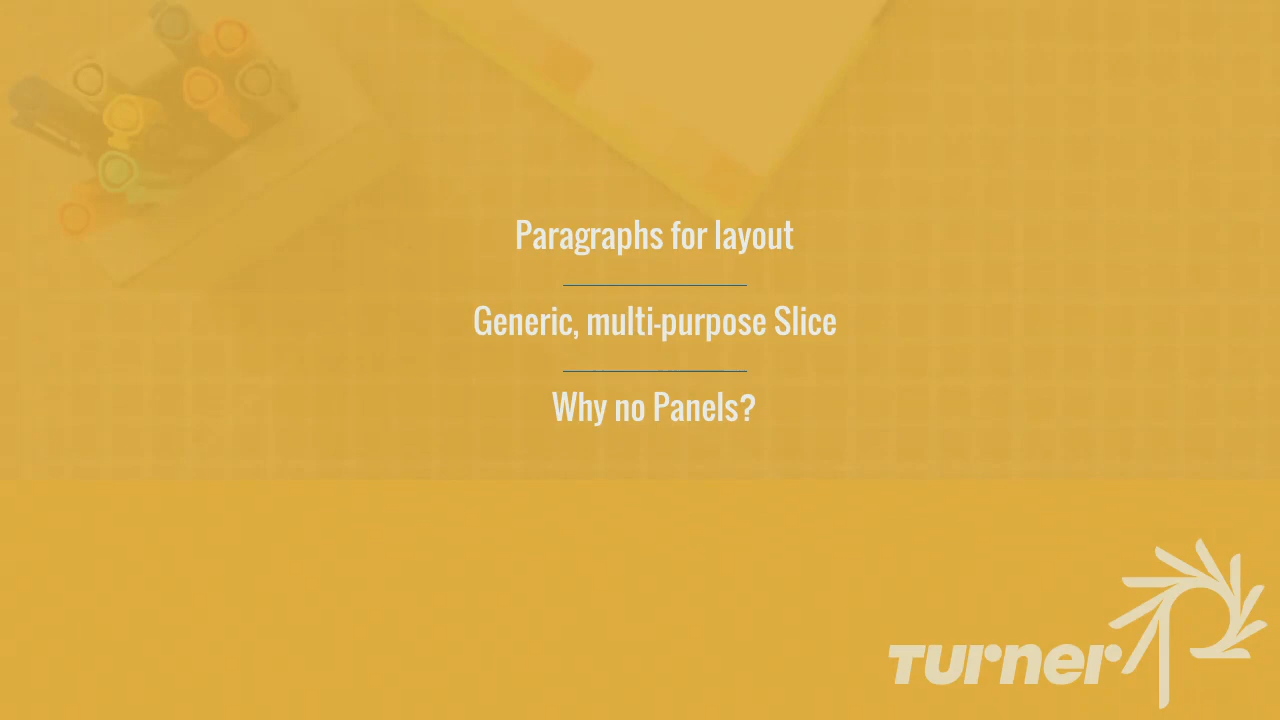 Paragraphs for layout
Generic, multi-purpose Slice
Why no Panels?
Turner